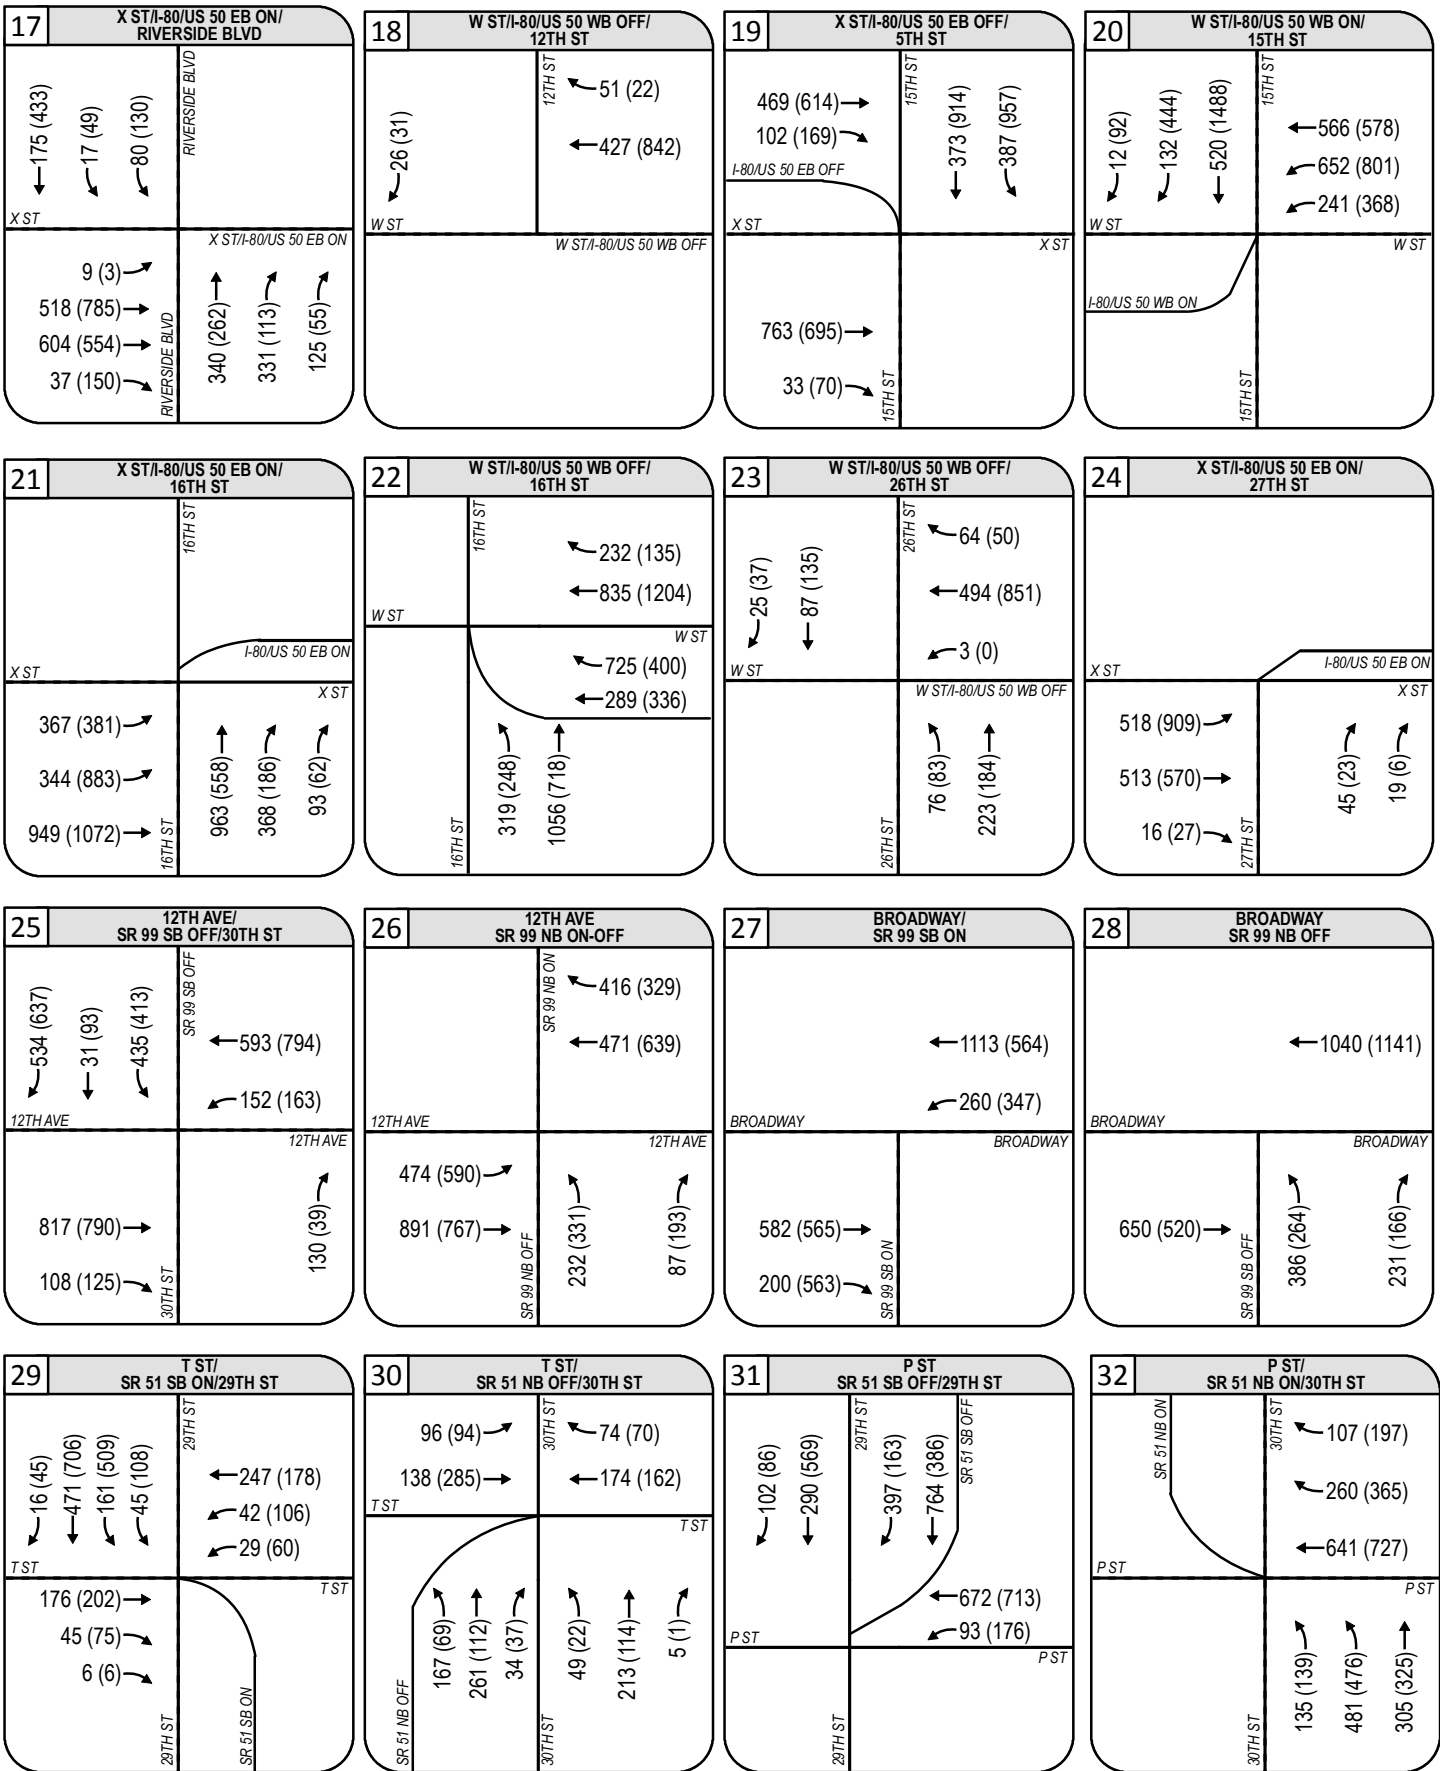 17
X ST/I-80/US 50 EB ON/
RIVERSIDE BLVD
175 (433)
17 (49)
80 (130)
RIVERSIDE BLVD
X ST
X ST/I-80/US 50 EB ON
9 (3)
518 (785)
604 (554)
37 (150)
RIVERSIDE BLVD
340 (262)
331 (113)
125 (55)
18
W ST/I-80/US 50 WB OFF/
12TH ST
26 (31)
12TH ST
51 (22)
427 (842)
W ST
W ST/I-80/US 50 WB OFF
19
X ST/I-80/US 50 EB OFF/
5TH ST
469 (614)
102 (169)
I-80/US 50 EB OFF
15TH ST
373 (914)
387 (957)
X ST
X ST
763 (695)
33 (70)
15TH ST
20
W ST/I-80/US 50 WB ON/
15TH ST
12 (92)
132 (444)
520 (1488)
15TH ST
566 (578)
652 (801)
241 (368)
W ST
W ST
I-80/US 50 WB ON
15TH ST
21
X ST/I-80/US 50 EB ON/
16TH ST
16TH ST
I-80/US 50 EB ON
X ST
X ST
367 (381)
344 (883)
949 (1072)
16TH ST
963 (558)
368 (186)
93 (62)
22
W ST/I-80/US 50 WB OFF/
16TH ST
16TH ST
232 (135)
835 (1204)
W ST
W ST
725 (400)
289 (336)
16TH ST
319 (248)
1056 (718)
23
W ST/I-80/US 50 WB OFF/
26TH ST
25 (37)
87 (135)
26TH ST
64 (50)
494 (851)
3 (0)
W ST
W ST/I-80/US 50 WB OFF
26TH ST
76 (83)
223 (184)
24
X ST/I-80/US 50 EB ON/
27TH ST
I-80/US 50 EB ON
X ST
X ST
518 (909)
513 (570)
16 (27)
27TH ST
45 (23)
19 (6)
25
12TH AVE/
SR 99 SB OFF/30TH ST
534 (637)
31 (93)
435 (413)
SR 99 SB OFF
593 (794)
152 (163)
12TH AVE
12TH AVE
817 (790)
108 (125)
30TH ST
130 (39)
26
12TH AVE
SR 99 NB ON-OFF
SR 99 NB ON
416 (329)
471 (639)
12TH AVE
12TH AVE
474 (590)
891 (767)
SR 99 NB OFF
232 (331)
87 (193)
27
BROADWAY/
SR 99 SB ON
1113 (564)
260 (347)
BROADWAY
BROADWAY
582 (565)
200 (563)
SR 99 SB ON
28
BROADWAY
SR 99 NB OFF
1040 (1141)
BROADWAY
BROADWAY
650 (520)
SR 99 SB OFF
386 (264)
231 (166)
29
T ST/
SR 51 SB ON/29TH ST
16 (45)
471 (706)
161 (509)
45 (108)
29TH ST
247 (178)
42 (106)
29 (60)
T ST
T ST
176 (202)
45 (75)
6 (6)
29TH ST
SR 51 SB ON
30
T ST/
SR 51 NB OFF/30TH ST
96 (94)
138 (285)
30TH ST
74 (70)
174 (162)
T ST
T ST
SR 51 NB OFF
167 (69)
261 (112)
34 (37)
30TH ST
49 (22)
213 (114)
5 (1)
31
P ST
SR 51 SB OFF/29TH ST
102 (86)
290 (569)
29TH ST
397 (163)
764 (386)
SR 51 SB OFF
672 (713)
93 (176)
P ST
P ST
29TH ST
32
P ST/
SR 51 NB ON/30TH ST
SR 51 NB ON
30TH ST
107 (197)
260 (365)
641 (727)
P ST
P ST
30TH ST
135 (139)
481 (476)
305 (325)